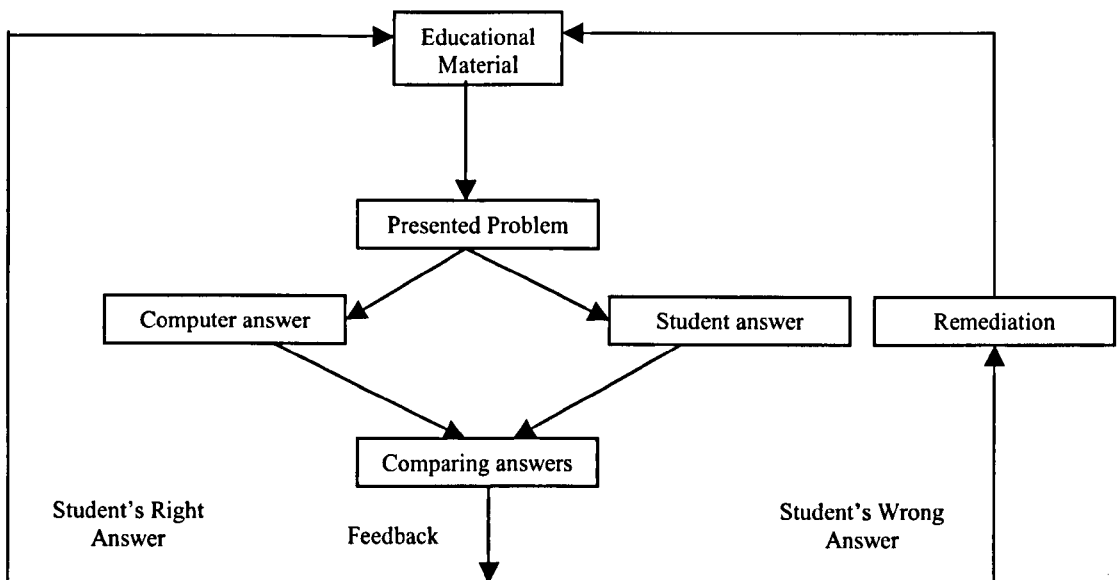 Educational
Material
Presented Problem
Computer answer
Student answer
Remediation
Comparing answers
Student's Right
Answer
Feedback
Student's Wrong
Answer